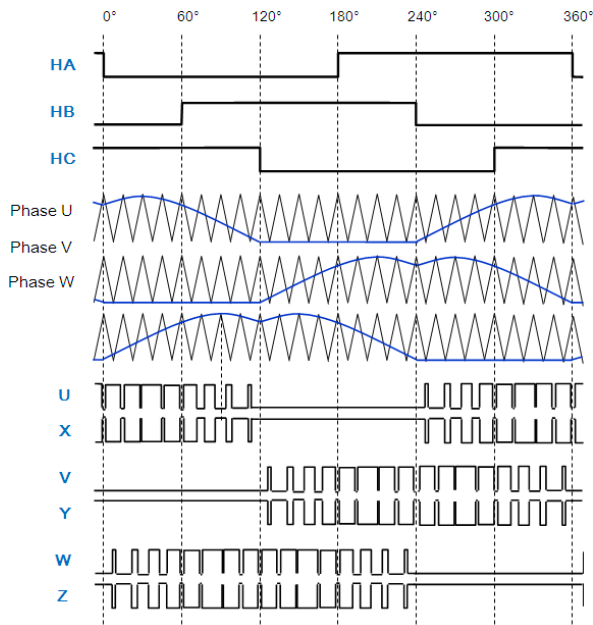 0° 60° 120° 180° 240° 300° 360°
HA
HB
HC
Phase U
Phase V
Phase W
U
X
V
Y
W
Z